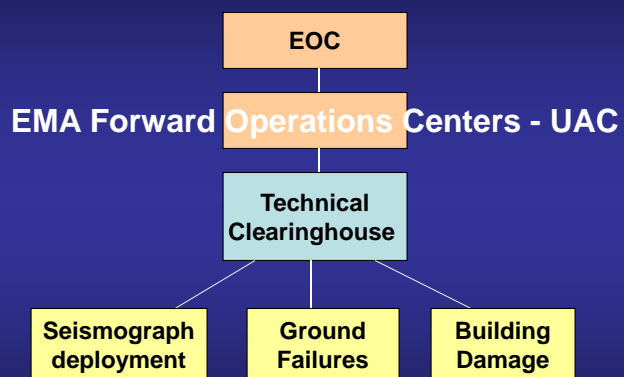 EOC
EMA Forward Operations Centers - UAC
Technical
Clearinghouse
Seismograph
deployment
Ground
Failures
Building
Damage